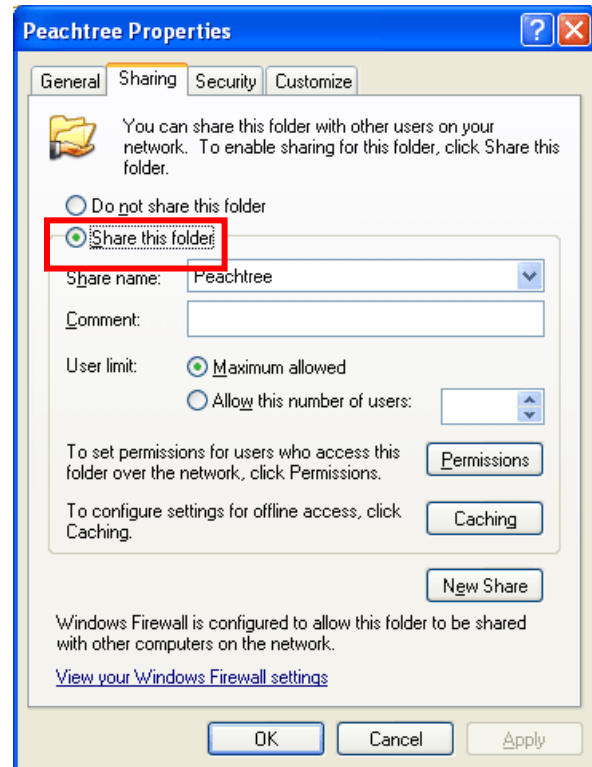 Peachtree Properties
General Sharing Security Customize
You can share this folder with other users on your
network. To enable sharing for this folder, click Share this
folder.
Do not share this folder
Share this folder
Share name: Peachtree
Comment:
User limit: Maximum allowed
Allow this number of users:
To set permissions for users who access this
folder over the network, click Permissions.
Permissions
To configure settings for offline access, click
Caching.
Caching
New Share
Windows Firewall is configured to allow this folder to be shared
with other computers on the network.
View your Windows Firewall settings
OK Cancel Apply